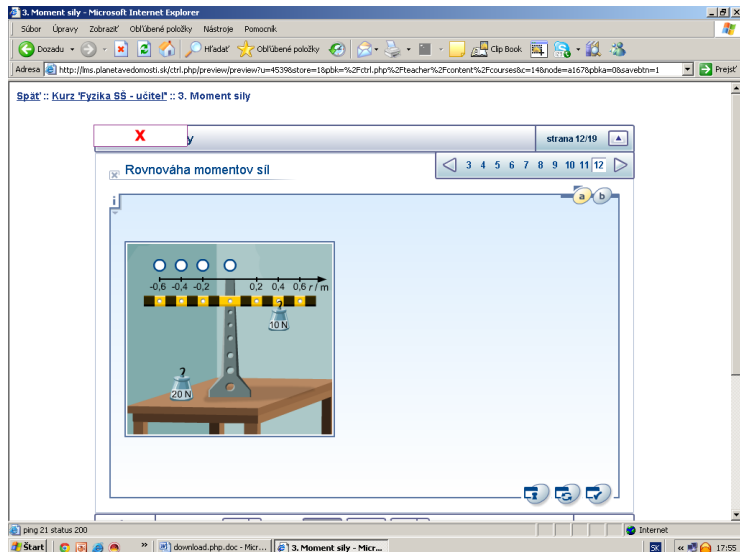 3. Moment sily - Microsoft Internet Explorer
Súbor Úpravy Zobraziť Obľúbené položky Nástroje Pomocník
Dozadu Hľadať Obľúbené položky Clip Book
Adresa http://lms.planetavedomosti.sk/ctrl.php/preview/preview?u=4539&store=1&pbk=%2Fctrl.php%2Fteacher%2Fcontent%2Fcourses&c=14&node=a167&pbka=0&savebtn=1 Prejsť
Späť :: Kurz "Fyzika SŠ - učiteľ" :: 3. Moment sily
X y strana 12/19
Rovnováha momentov síl 3 4 5 6 7 8 9 10 11 12
i a b
-0,6 -0,4 -0,2 0,2 0,4 0,6 r / m
10 N
20 N
ping 21 status 200 Internet
Štart » download.php.doc - Micr... 3. Moment sily - Micr... SK « 17:55